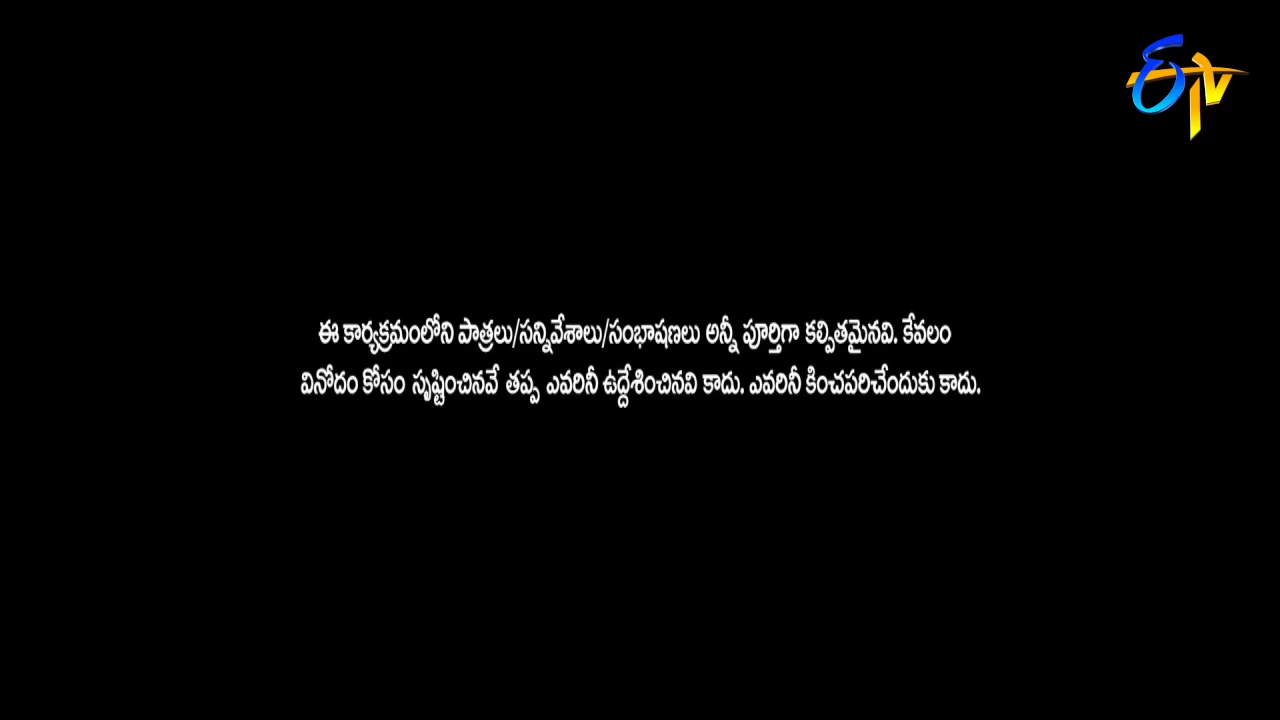 ETV
ఈ కార్యక్రమంలోని పాత్రలు/సన్నివేశాలు/సంభాషణలు అన్నీ పూర్తిగా కల్పితమైనవి. కేవలం
వినోదం కోసం సృష్టించినవే తప్ప ఎవరినీ ఉద్దేశించినవి కాదు. ఎవరినీ కించపరిచేందుకు కాదు.